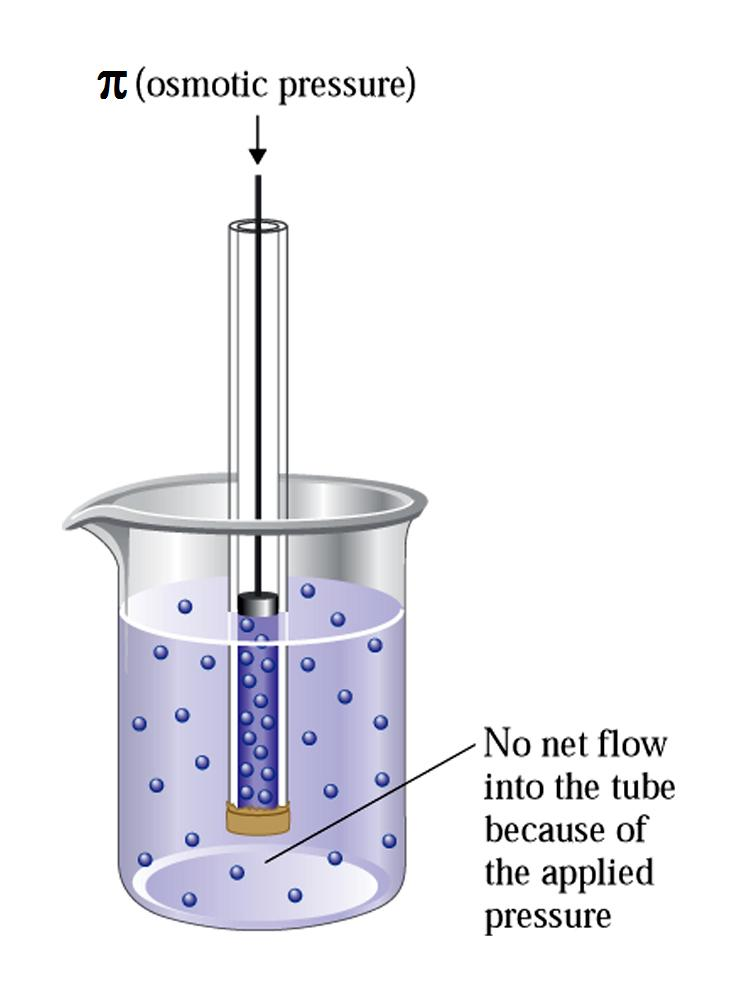 π (osmotic pressure)
No net flow
into the tube
because of
the applied
pressure